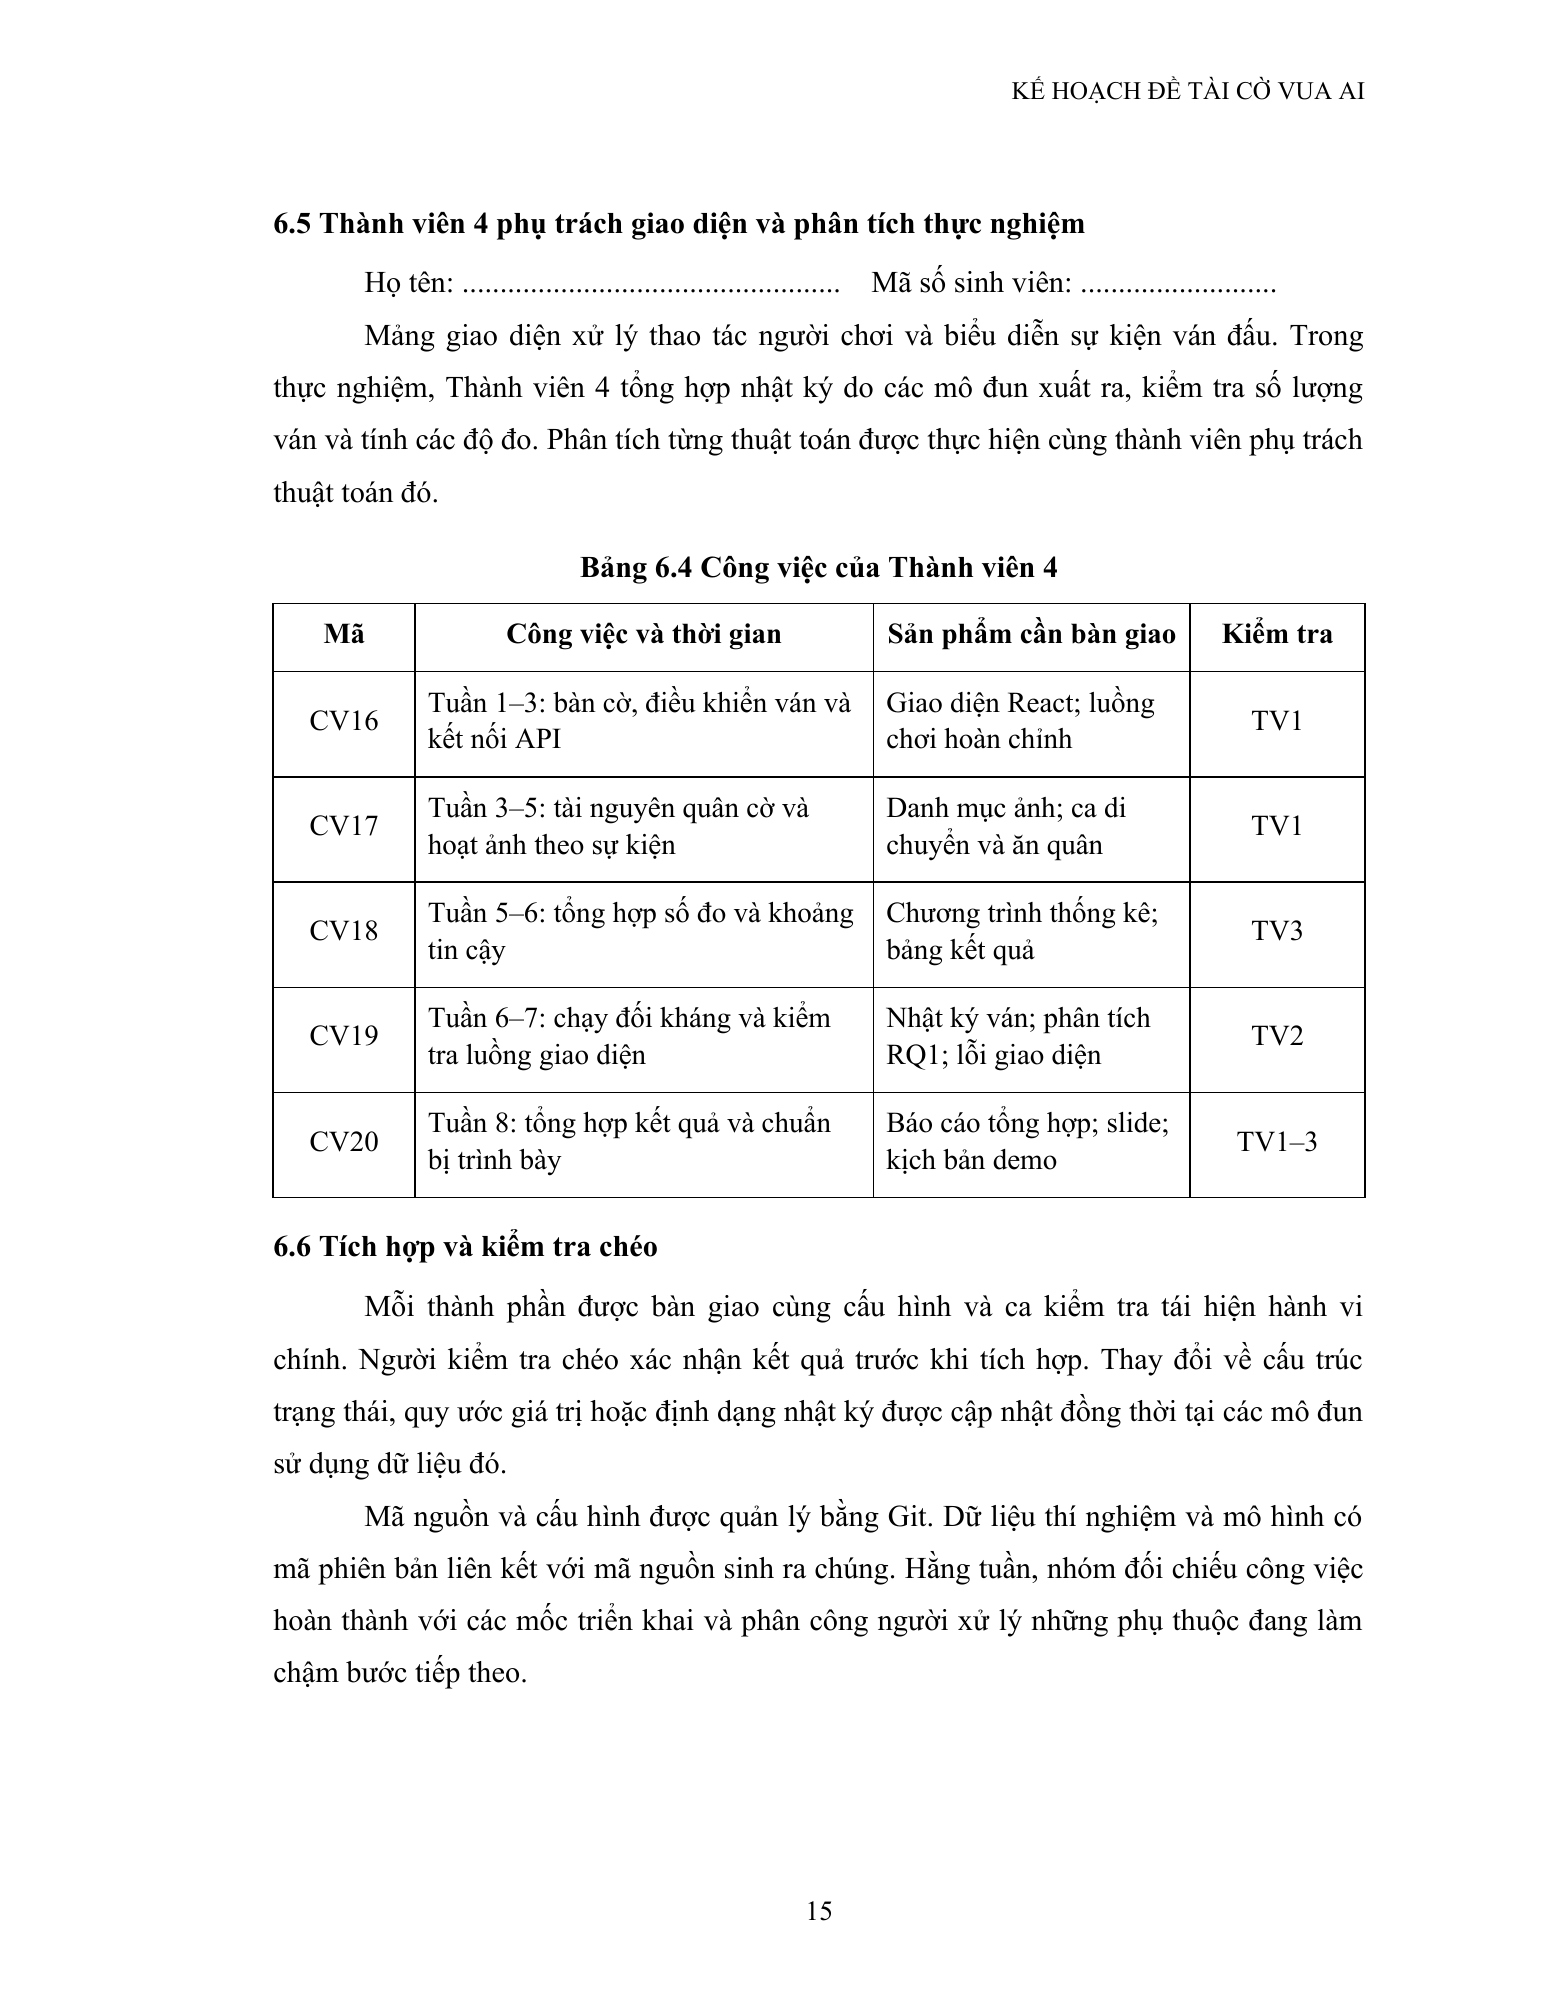 KẾ HOẠCH ĐỀ TÀI CỜ VUA AI
6.5 Thành viên 4 phụ trách giao diện và phân tích thực nghiệm
Họ tên: .................................................. Mã số sinh viên: ..........................
Mảng giao diện xử lý thao tác người chơi và biểu diễn sự kiện ván đấu. Trong
thực nghiệm, Thành viên 4 tổng hợp nhật ký do các mô đun xuất ra, kiểm tra số lượng
ván và tính các độ đo. Phân tích từng thuật toán được thực hiện cùng thành viên phụ trách
thuật toán đó.
Bảng 6.4 Công việc của Thành viên 4
Mã Công việc và thời gian Sản phẩm cần bàn giao Kiểm tra
CV16 Tuần 1–3: bàn cờ, điều khiển ván và kết nối API Giao diện React; luồng chơi hoàn chỉnh TV1
CV17 Tuần 3–5: tài nguyên quân cờ và hoạt ảnh theo sự kiện Danh mục ảnh; ca di chuyển và ăn quân TV1
CV18 Tuần 5–6: tổng hợp số đo và khoảng tin cậy Chương trình thống kê; bảng kết quả TV3
CV19 Tuần 6–7: chạy đối kháng và kiểm tra luồng giao diện Nhật ký ván; phân tích RQ1; lỗi giao diện TV2
CV20 Tuần 8: tổng hợp kết quả và chuẩn bị trình bày Báo cáo tổng hợp; slide; kịch bản demo TV1–3
6.6 Tích hợp và kiểm tra chéo
Mỗi thành phần được bàn giao cùng cấu hình và ca kiểm tra tái hiện hành vi
chính. Người kiểm tra chéo xác nhận kết quả trước khi tích hợp. Thay đổi về cấu trúc
trạng thái, quy ước giá trị hoặc định dạng nhật ký được cập nhật đồng thời tại các mô đun
sử dụng dữ liệu đó.
Mã nguồn và cấu hình được quản lý bằng Git. Dữ liệu thí nghiệm và mô hình có
mã phiên bản liên kết với mã nguồn sinh ra chúng. Hằng tuần, nhóm đối chiếu công việc
hoàn thành với các mốc triển khai và phân công người xử lý những phụ thuộc đang làm
chậm bước tiếp theo.
15